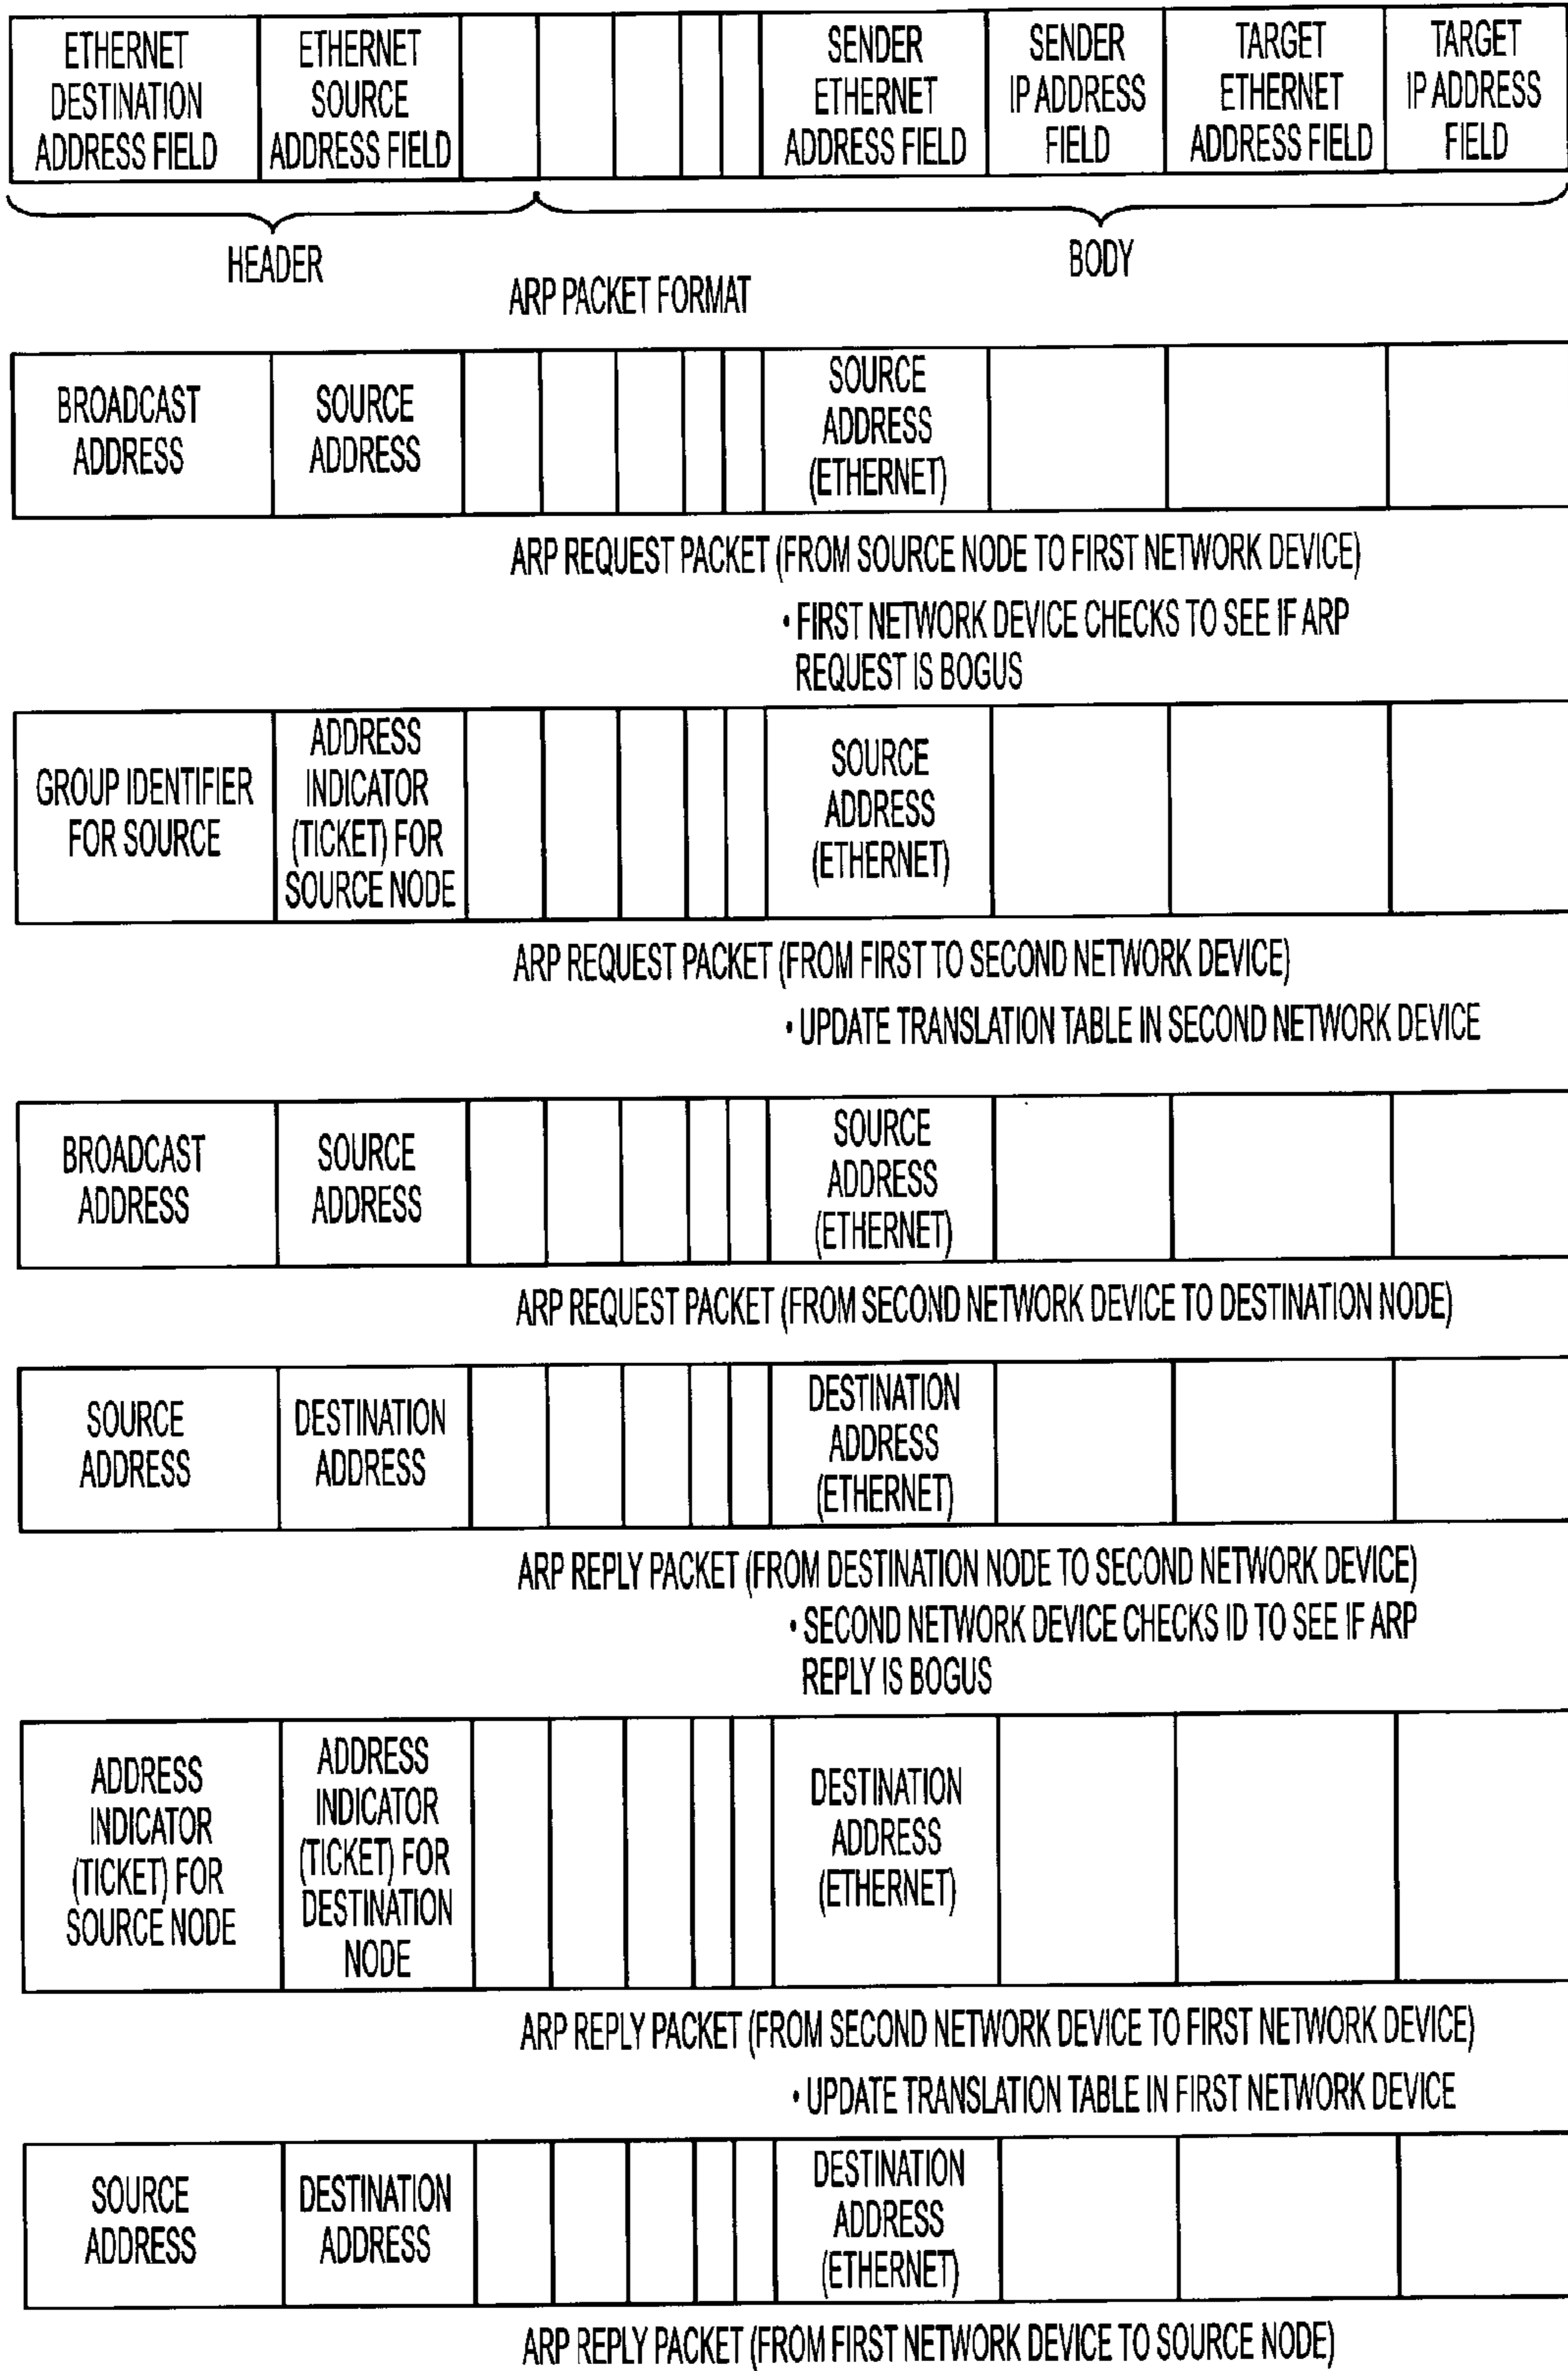 ETHERNET
DESTINATION
ADDRESS FIELD
ETHERNET
SOURCE
ADDRESS FIELD
SENDER
ETHERNET
ADDRESS FIELD
SENDER
IP ADDRESS
FIELD
TARGET
ETHERNET
ADDRESS FIELD
TARGET
IP ADDRESS
FIELD
HEADER
BODY
ARP PACKET FORMAT
BROADCAST
ADDRESS
SOURCE
ADDRESS
SOURCE
ADDRESS
(ETHERNET)
ARP REQUEST PACKET (FROM SOURCE NODE TO FIRST NETWORK DEVICE)
• FIRST NETWORK DEVICE CHECKS TO SEE IF ARP
REQUEST IS BOGUS
GROUP IDENTIFIER
FOR SOURCE
ADDRESS
INDICATOR
(TICKET) FOR
SOURCE NODE
SOURCE
ADDRESS
(ETHERNET)
ARP REQUEST PACKET (FROM FIRST TO SECOND NETWORK DEVICE)
• UPDATE TRANSLATION TABLE IN SECOND NETWORK DEVICE
BROADCAST
ADDRESS
SOURCE
ADDRESS
SOURCE
ADDRESS
(ETHERNET)
ARP REQUEST PACKET (FROM SECOND NETWORK DEVICE TO DESTINATION NODE)
SOURCE
ADDRESS
DESTINATION
ADDRESS
DESTINATION
ADDRESS
(ETHERNET)
ARP REPLY PACKET (FROM DESTINATION NODE TO SECOND NETWORK DEVICE)
• SECOND NETWORK DEVICE CHECKS ID TO SEE IF ARP
REPLY IS BOGUS
ADDRESS
INDICATOR
(TICKET) FOR
SOURCE NODE
ADDRESS
INDICATOR
(TICKET) FOR
DESTINATION
NODE
DESTINATION
ADDRESS
(ETHERNET)
ARP REPLY PACKET (FROM SECOND NETWORK DEVICE TO FIRST NETWORK DEVICE)
• UPDATE TRANSLATION TABLE IN FIRST NETWORK DEVICE
SOURCE
ADDRESS
DESTINATION
ADDRESS
DESTINATION
ADDRESS
(ETHERNET)
ARP REPLY PACKET (FROM FIRST NETWORK DEVICE TO SOURCE NODE)